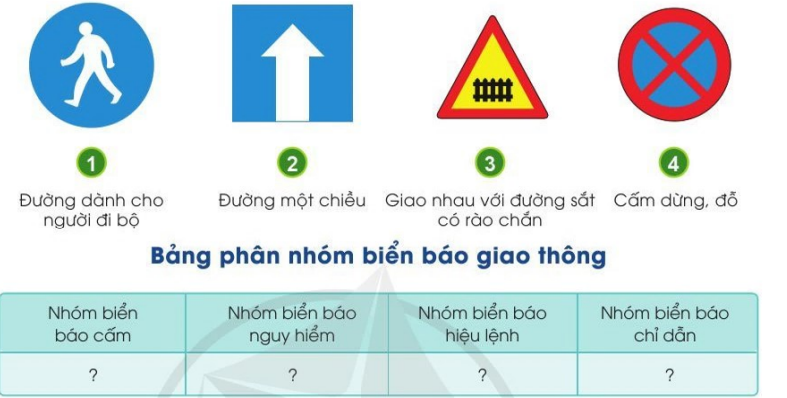 1 2 3 4
Đường dành cho người đi bộ
Đường một chiều
Giao nhau với đường sắt có rào chắn
Cấm dừng, đỗ
Bảng phân nhóm biển báo giao thông
Nhóm biển báo cấm
Nhóm biển báo nguy hiểm
Nhóm biển báo hiệu lệnh
Nhóm biển báo chỉ dẫn
? ? ? ?